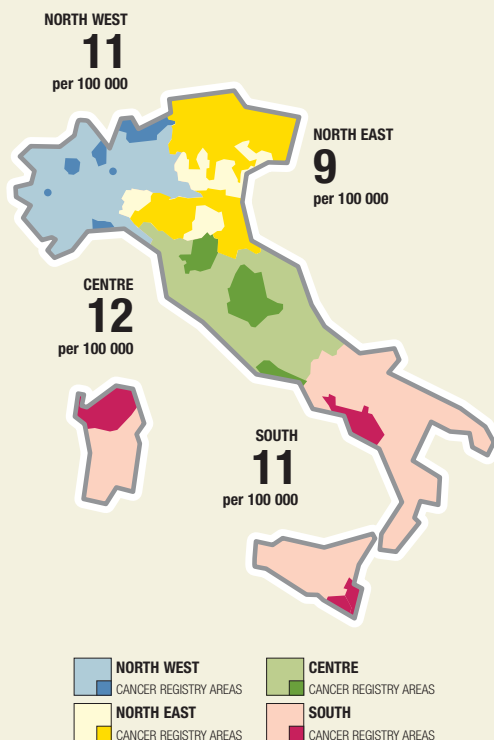 NORTH WEST
11
per 100 000
NORTH EAST
9
per 100 000
CENTRE
12
per 100 000
SOUTH
11
per 100 000
NORTH WEST
CANCER REGISTRY AREAS
CENTRE
CANCER REGISTRY AREAS
NORTH EAST
CANCER REGISTRY AREAS
SOUTH
CANCER REGISTRY AREAS